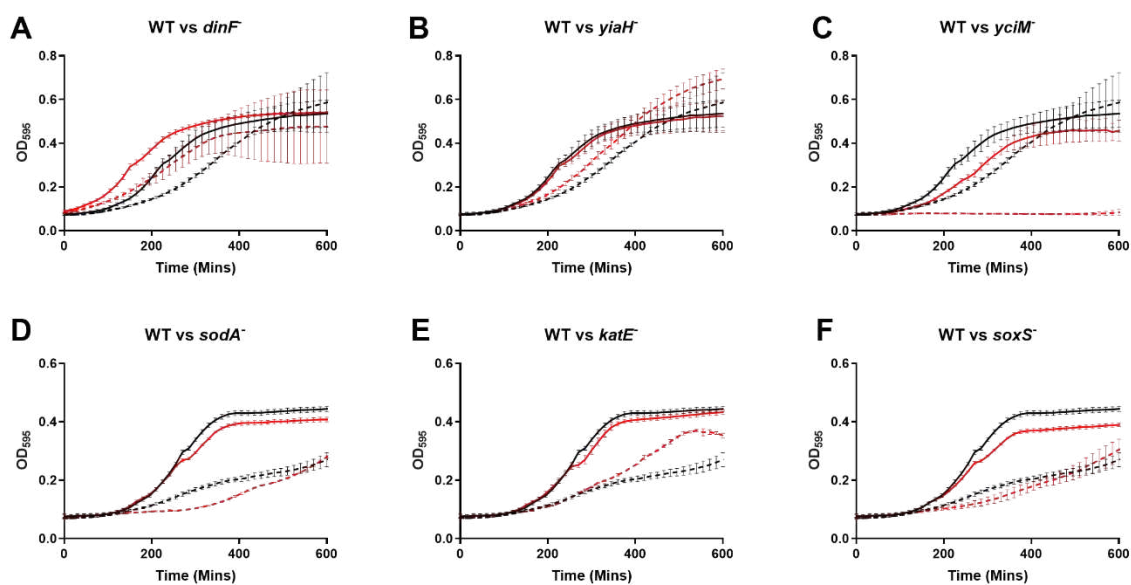 A
WT vs dinF⁻
OD₅₉₅
0.8
0.6
0.4
0.2
0.0
0 200 400 600
Time (Mins)
B
WT vs yiaH⁻
OD₅₉₅
0.8
0.6
0.4
0.2
0.0
0 200 400 600
Time (Mins)
C
WT vs yciM⁻
OD₅₉₅
0.8
0.6
0.4
0.2
0.0
0 200 400 600
Time (Mins)
D
WT vs sodA⁻
OD₅₉₅
0.6
0.4
0.2
0.0
0 200 400 600
Time (Mins)
E
WT vs katE⁻
OD₅₉₅
0.6
0.4
0.2
0.0
0 200 400 600
Time (Mins)
F
WT vs soxS⁻
OD₅₉₅
0.6
0.4
0.2
0.0
0 200 400 600
Time (Mins)